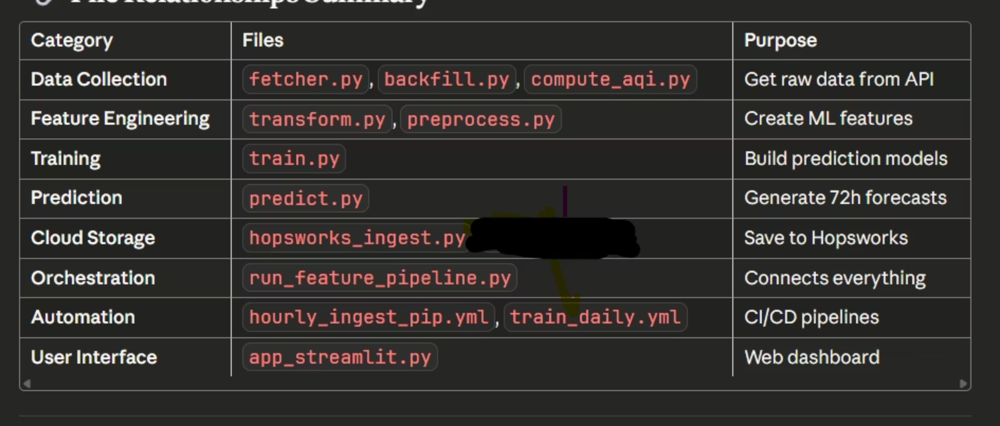 File Relationships Summary
Category Files Purpose
Data Collection fetcher.py, backfill.py, compute_aqi.py Get raw data from API
Feature Engineering transform.py, preprocess.py Create ML features
Training train.py Build prediction models
Prediction predict.py Generate 72h forecasts
Cloud Storage hopsworks_ingest.py Save to Hopsworks
Orchestration run_feature_pipeline.py Connects everything
Automation hourly_ingest_pip.yml, train_daily.yml CI/CD pipelines
User Interface app_streamlit.py Web dashboard